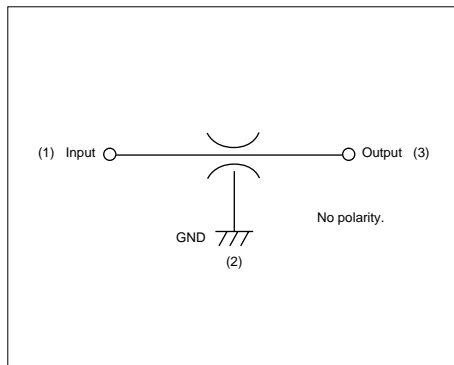 (1) Input Output (3)
No polarity.
GND
(2)